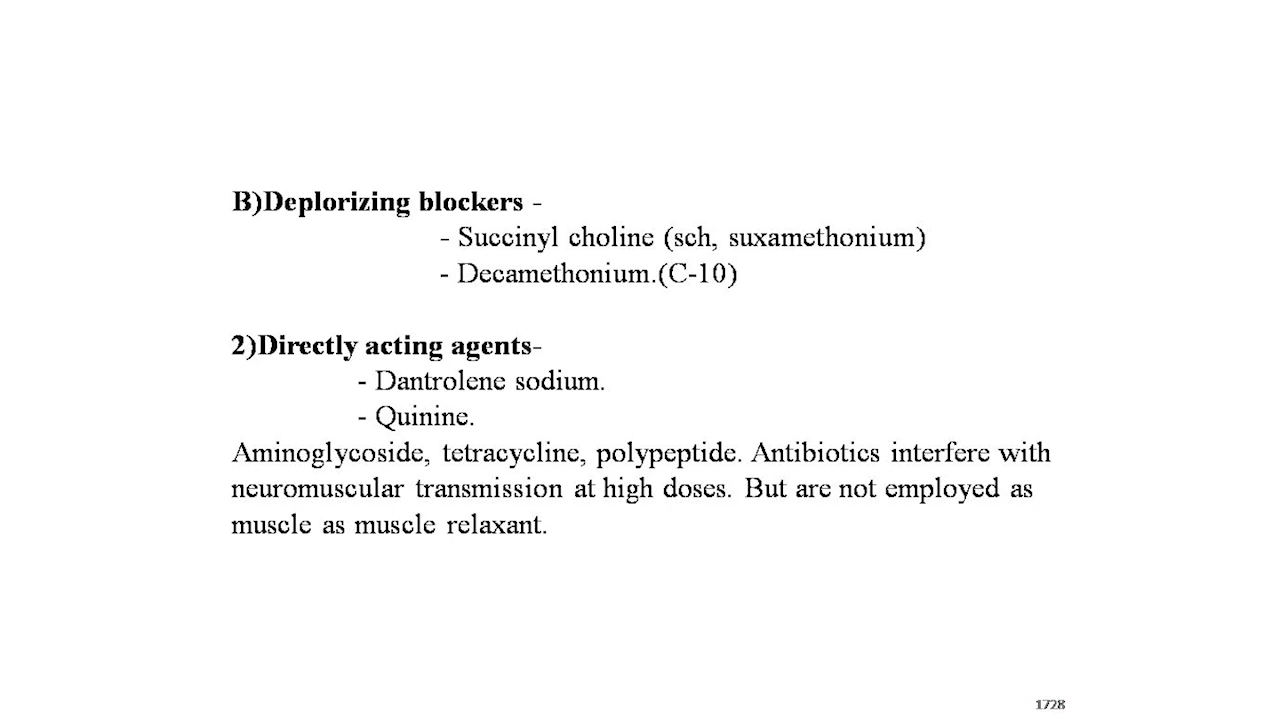 B)Deplorizing blockers -
- Succinyl choline (sch, suxamethonium)
- Decamethonium.(C-10)
2)Directly acting agents-
- Dantrolene sodium.
- Quinine.
Aminoglycoside, tetracycline, polypeptide. Antibiotics interfere with
neuromuscular transmission at high doses. But are not employed as
muscle as muscle relaxant.
1728